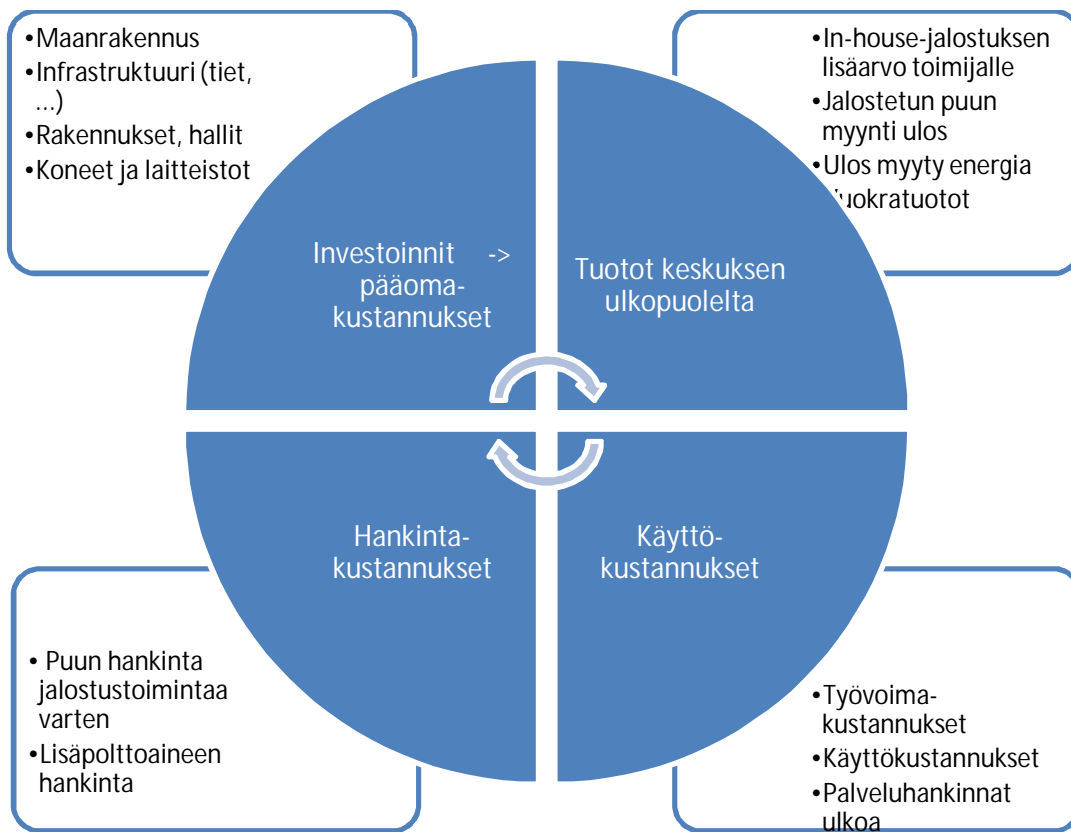 •Maanrakennus
•Infrastruktuuri (tiet,
...)
•Rakennukset, hallit
•Koneet ja laitteistot
•In-house-jalostuksen
lisäarvo toimijalle
•Jalostetun puun
myynti ulos
•Ulos myyty energia
uokratuotot
Investoinnit ->
pääoma-
kustannukset
Tuotot keskuksen
ulkopuolelta
Hankinta-
kustannukset
Käyttö-
kustannukset
• Puun hankinta
jalostustoimintaa
varten
•Lisäpolttoaineen
hankinta
•Työvoima-
kustannukset
•Käyttökustannukset
•Palveluhankinnat
ulkoa